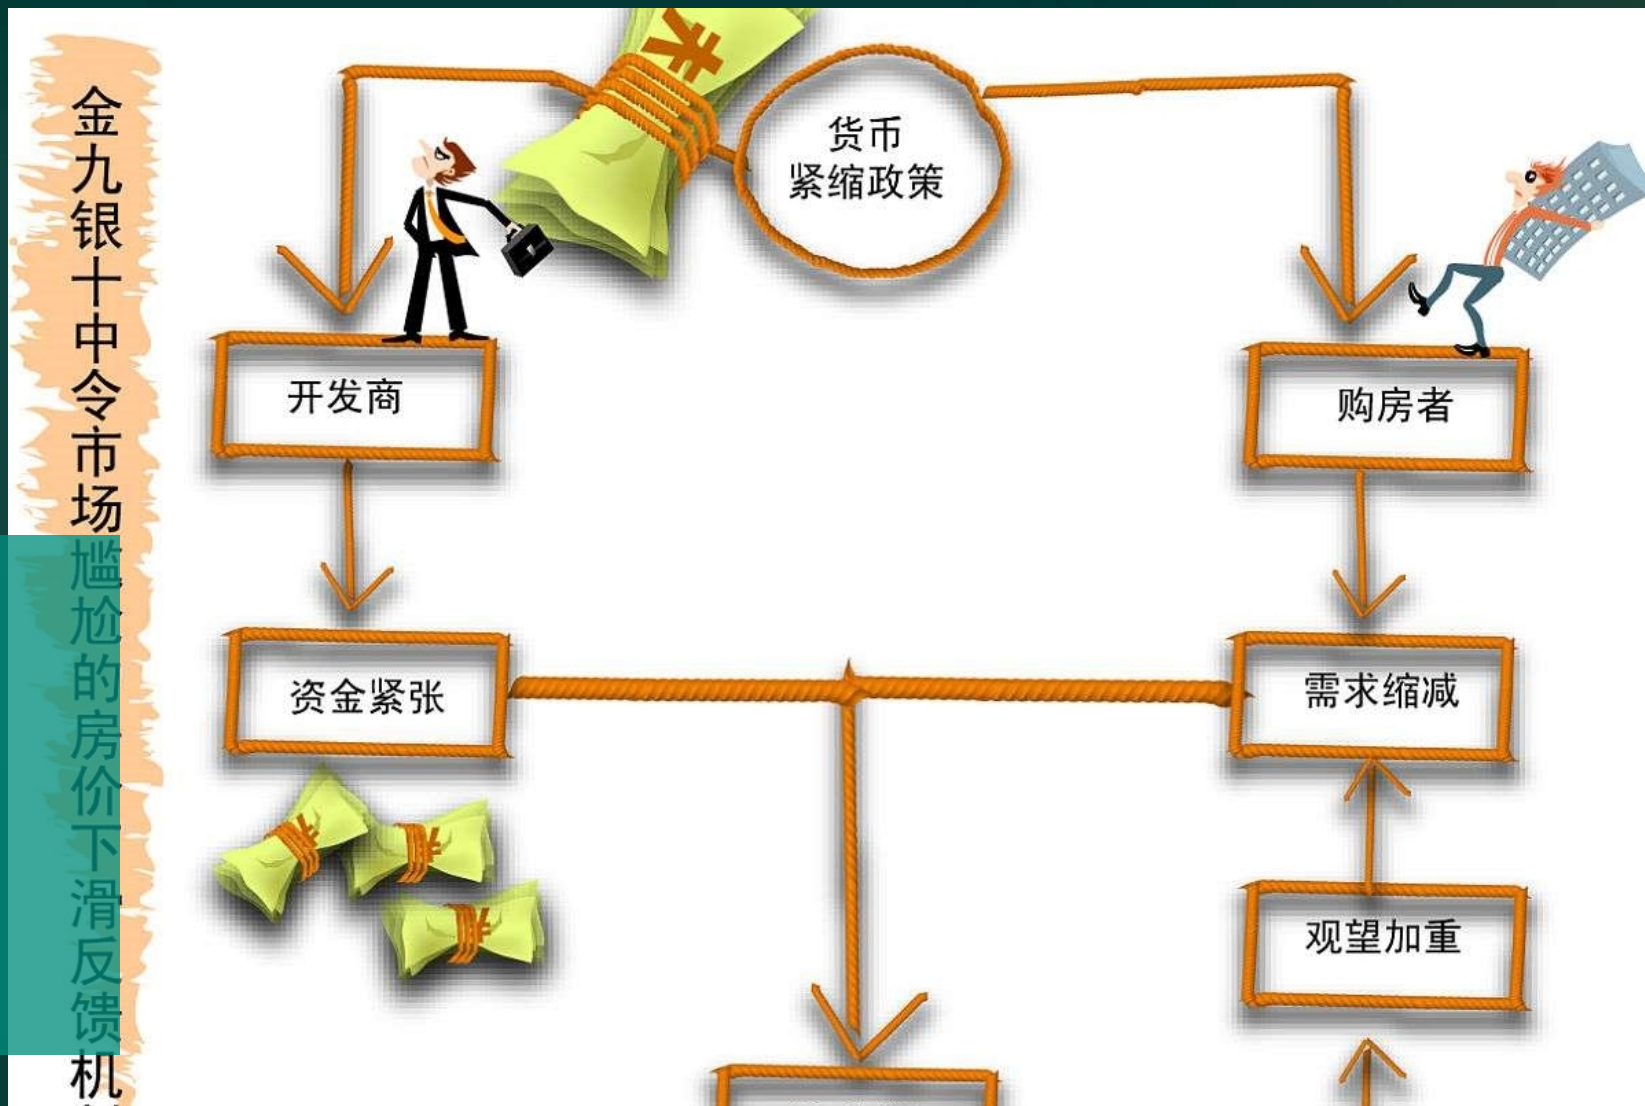 金九银十中令市场尴尬的房价下滑反馈机
货币
紧缩政策
开发商
购房者
资金紧张
需求缩减
观望加重